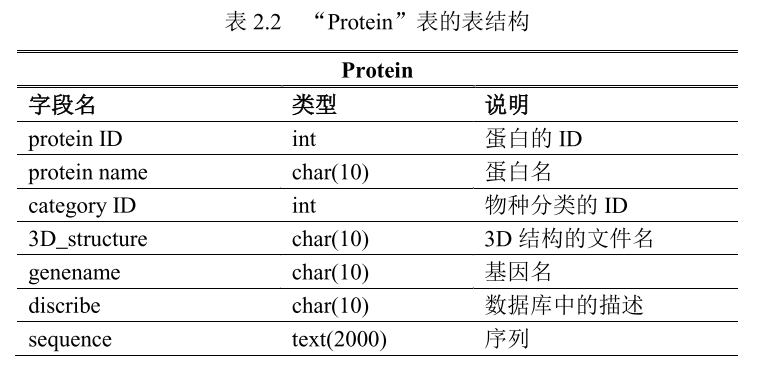 表 2.2 “Protein”表的表结构
Protein
字段名 类型 说明
protein ID int 蛋白的 ID
protein name char(10) 蛋白名
category ID int 物种分类的 ID
3D_structure char(10) 3D 结构的文件名
genename char(10) 基因名
discribe char(10) 数据库中的描述
sequence text(2000) 序列